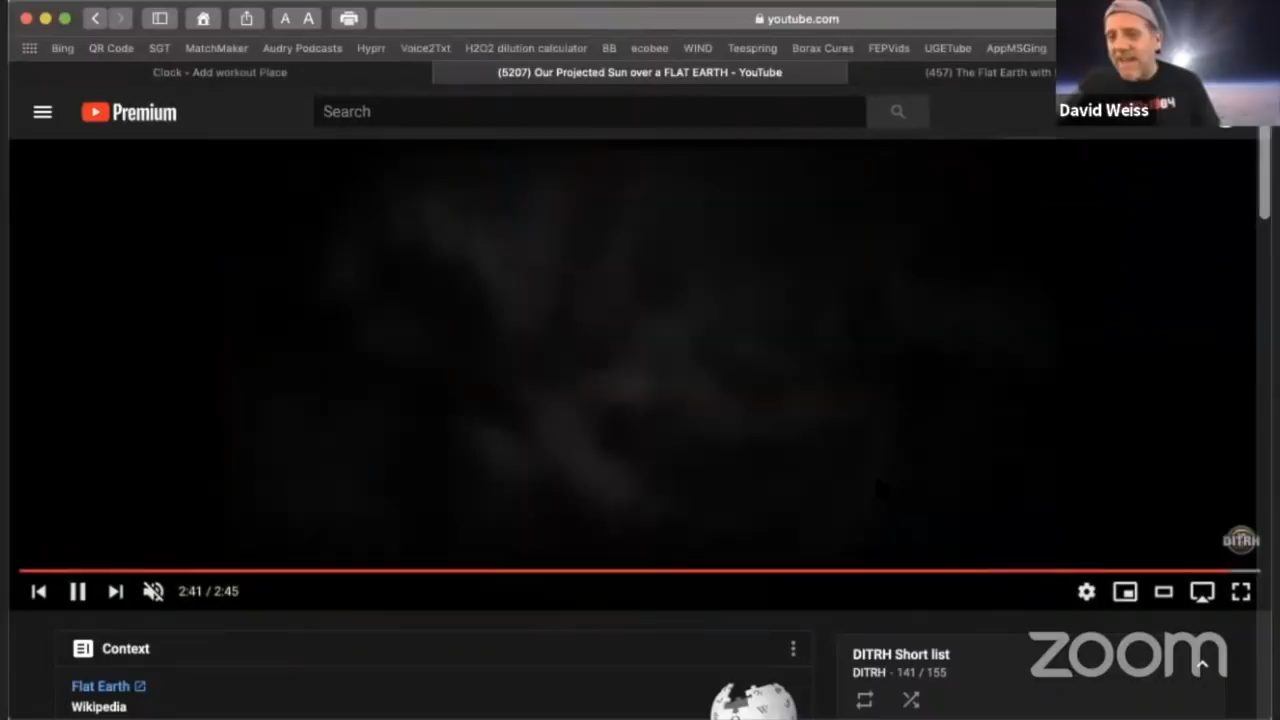 A A
youtube.com
Bing QR Code SGT MatchMaker Audry Podcasts Hyprr Voice2Txt H2O2 dilution calculator BB ecobee WIND Teespring Borax Cures FEPVids UGETube AppMSGing
Clock - Add workout Place
(5207) Our Projected Sun over a FLAT EARTH - YouTube
(457) The Flat Earth with
David Weiss
Premium
Search
DITRH
2:41 / 2:45
Context
Flat Earth
Wikipedia
DITRH Short list
DITRH - 141 / 155
zoom